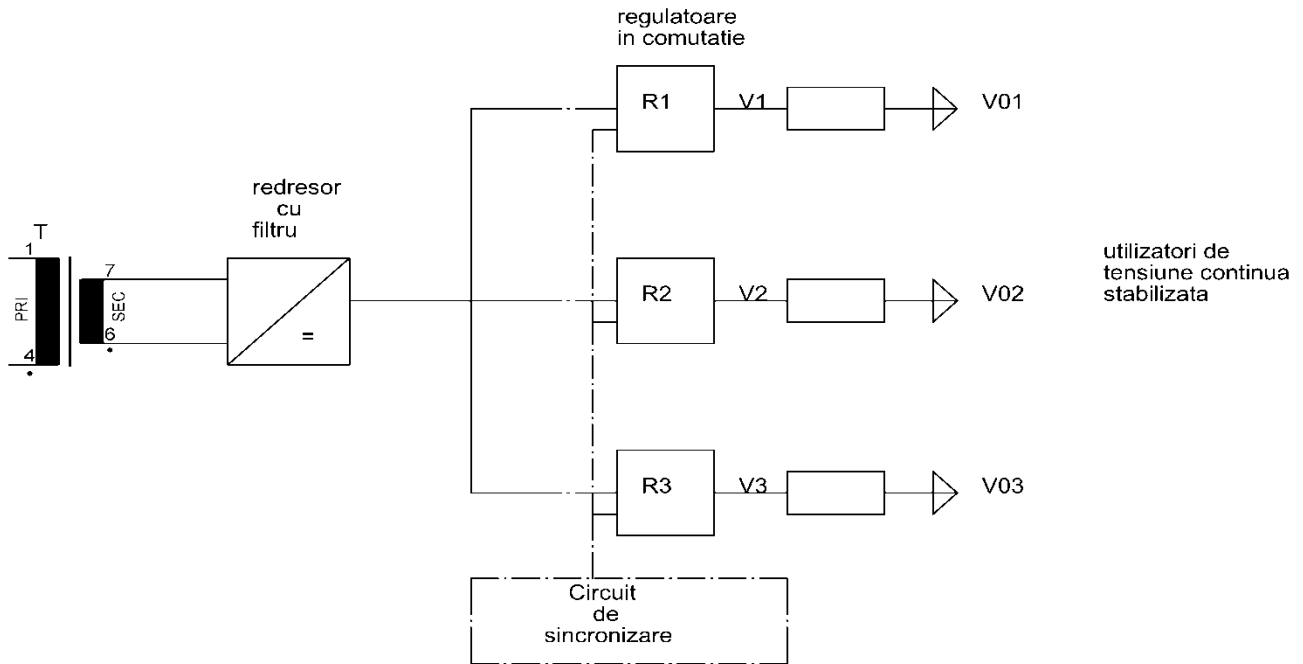 regulatoare
in comutatie
R1
V1
V01
redresor
cu
filtru
T
1
7
PRI
SEC
6
4
=
R2
V2
V02
utilizatori de
tensiune continua
stabilizata
R3
V3
V03
Circuit
de
sincronizare